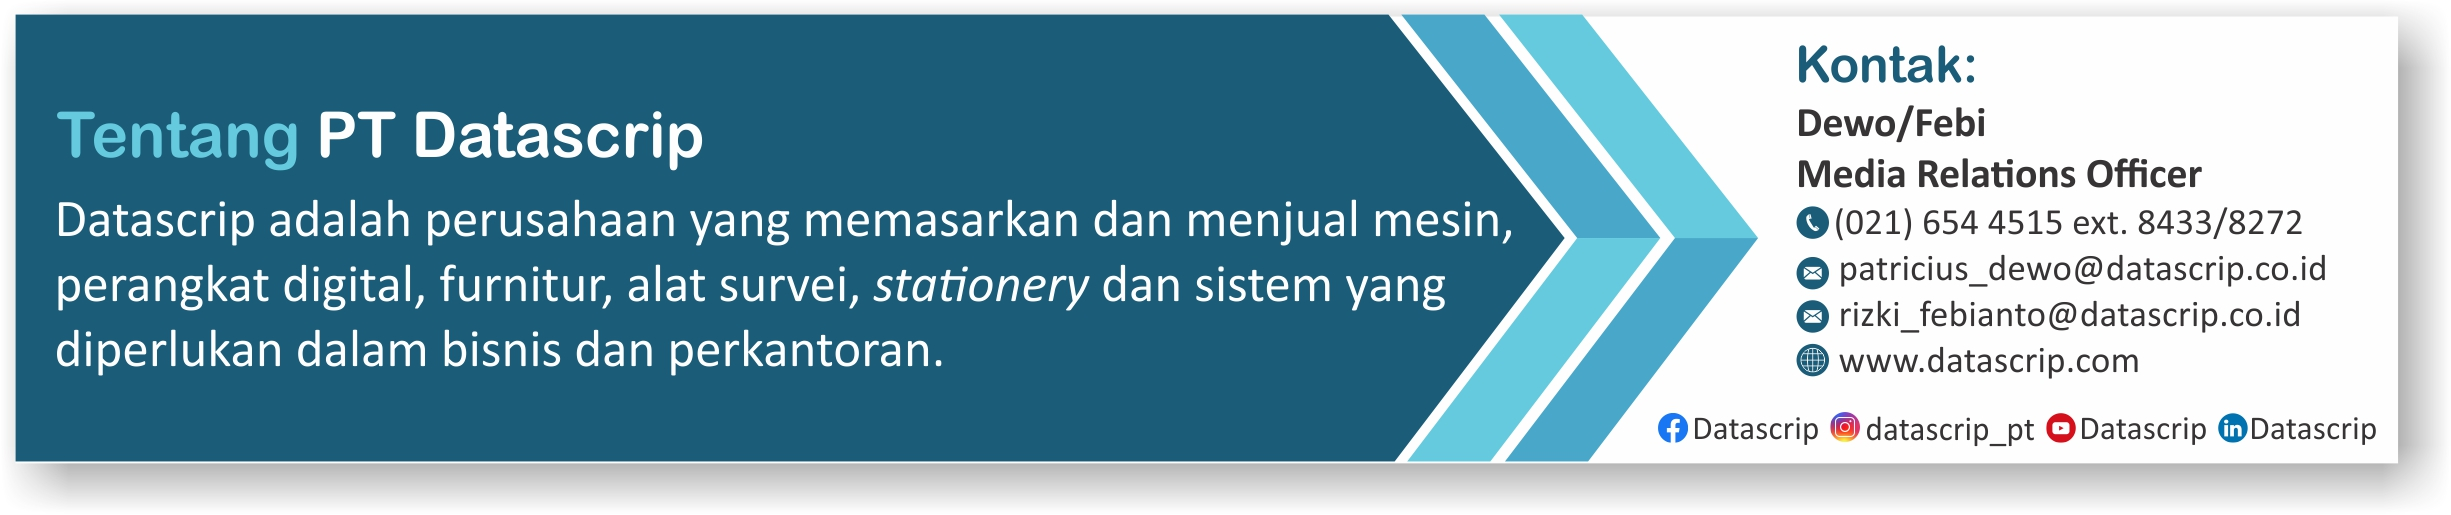 Tentang PT Datascrip
Datascrip adalah perusahaan yang memasarkan dan menjual mesin,
perangkat digital, furnitur, alat survei, stationery dan sistem yang
diperlukan dalam bisnis dan perkantoran.
Kontak:
Dewo/Febi
Media Relations Officer
(021) 654 4515 ext. 8433/8272
patricius_dewo@datascrip.co.id
rizki_febianto@datascrip.co.id
www.datascrip.com
Datascrip datascrip_pt Datascrip Datascrip